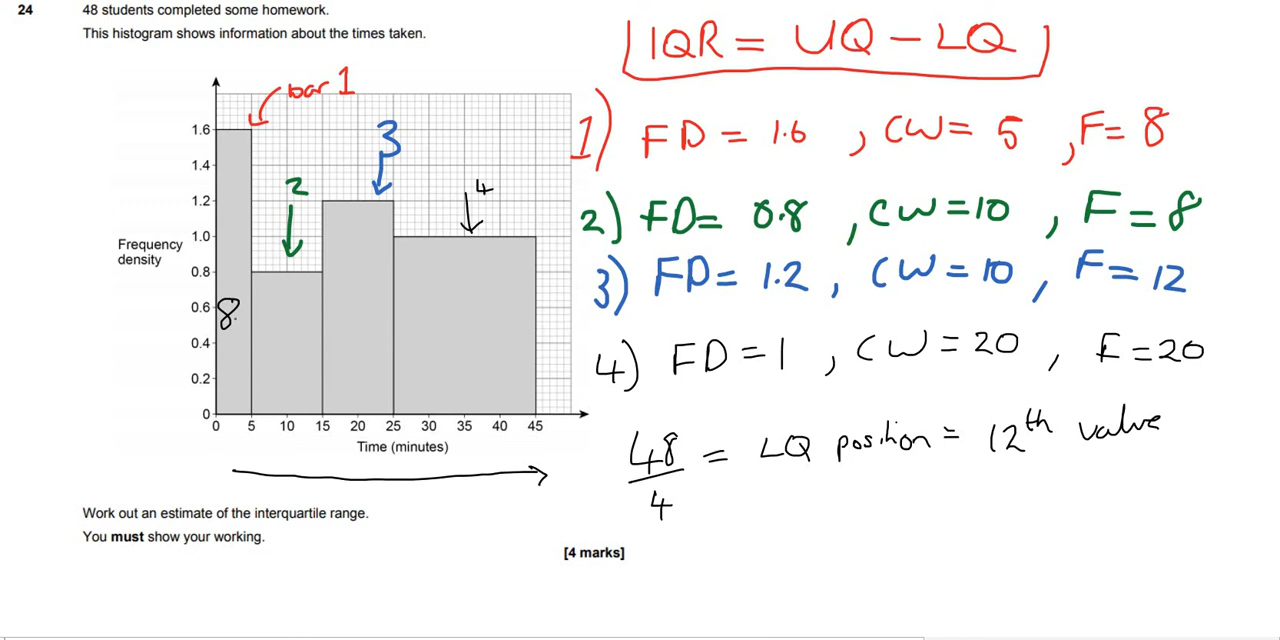 24 48 students completed some homework.
This histogram shows information about the times taken.
IQR = UQ - LQ
bar 1
2
3
4
8
Frequency
density
1.6
1.4
1.2
1.0
0.8
0.6
0.4
0.2
0
0 5 10 15 20 25 30 35 40 45
Time (minutes)
1) FD = 1.6 , CW = 5 , F = 8
2) FD = 0.8 , CW = 10 , F = 8
3) FD = 1.2 , CW = 10 , F = 12
4) FD = 1 , CW = 20 , F = 20
48/4 = LQ position = 12th value
Work out an estimate of the interquartile range.
You must show your working.
[4 marks]